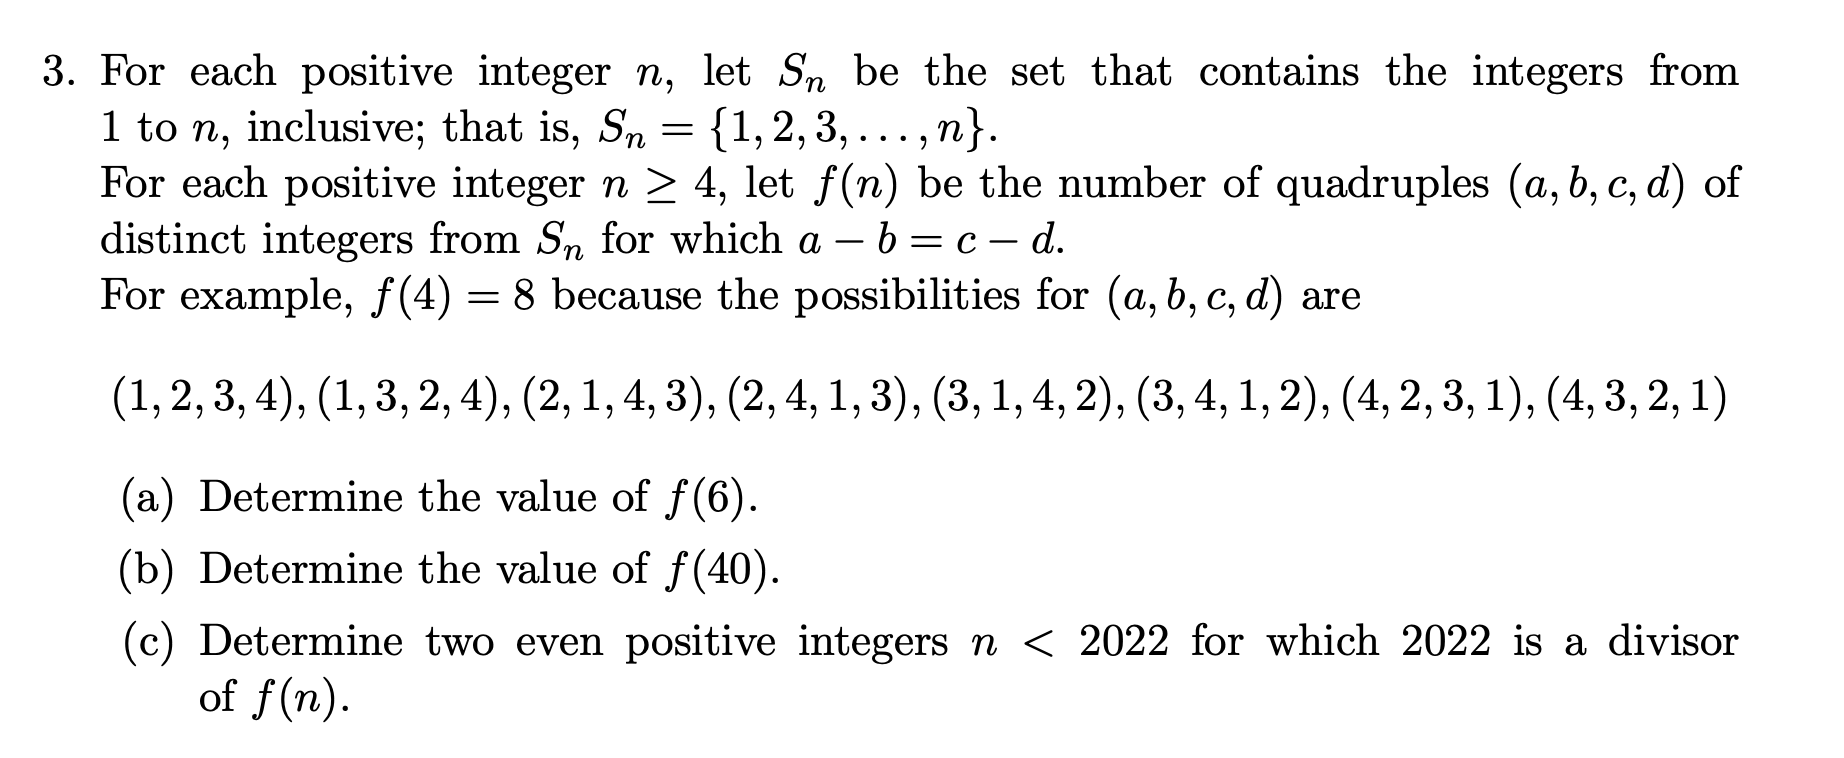 3. For each positive integer n, let Sₙ be the set that contains the integers from
1 to n, inclusive; that is, Sₙ = {1, 2, 3, . . . , n}.
For each positive integer n ≥ 4, let f(n) be the number of quadruples (a, b, c, d) of
distinct integers from Sₙ for which a − b = c − d.
For example, f(4) = 8 because the possibilities for (a, b, c, d) are
(1, 2, 3, 4), (1, 3, 2, 4), (2, 1, 4, 3), (2, 4, 1, 3), (3, 1, 4, 2), (3, 4, 1, 2), (4, 2, 3, 1), (4, 3, 2, 1)
(a) Determine the value of f(6).
(b) Determine the value of f(40).
(c) Determine two even positive integers n < 2022 for which 2022 is a divisor
of f(n).